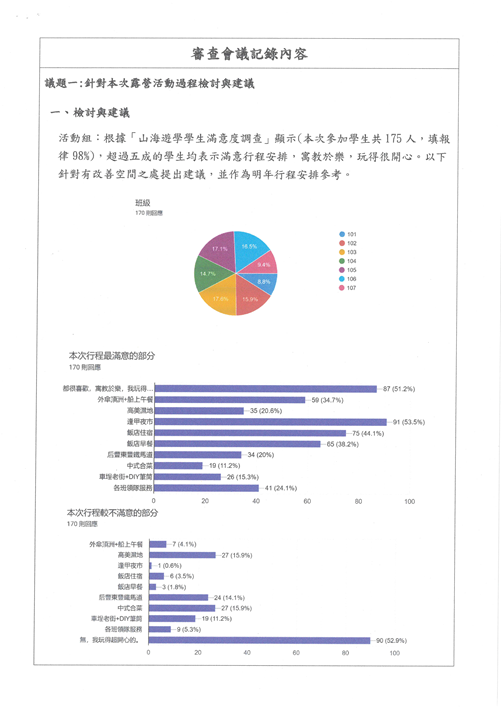 審查會議記錄內容
議題一:針對本次露營活動過程檢討與建議
一、檢討與建議
活動組：根據「山海遊學學生滿意度調查」顯示(本次參加學生共 175 人，填報
律 98%)，超過五成的學生均表示滿意行程安排，寓教於樂，玩得很開心。以下
針對有改善空間之處提出建議，並作為明年行程安排參考。
班級
170 則回應
17.1%
16.5%
9.4%
8.8%
15.9%
17.6%
14.7%
101
102
103
104
105
106
107
本次行程最滿意的部分
170 則回應
都很喜歡，寓教於樂，我玩得...
87 (51.2%)
外傘頂洲+船上午餐
59 (34.7%)
高美濕地
35 (20.6%)
逢甲夜市
91 (53.5%)
飯店住宿
75 (44.1%)
飯店早餐
65 (38.2%)
后豐東豐鐵馬道
34 (20%)
中式合菜
19 (11.2%)
車埕老街+DIY筆筒
26 (15.3%)
各班領隊服務
41 (24.1%)
0 20 40 60 80 100
本次行程較不滿意的部分
170 則回應
外傘頂洲+船上午餐
7 (4.1%)
高美濕地
27 (15.9%)
逢甲夜市
1 (0.6%)
飯店住宿
6 (3.5%)
飯店早餐
3 (1.8%)
后豐東豐鐵馬道
24 (14.1%)
中式合菜
27 (15.9%)
車埕老街+DIY筆筒
19 (11.2%)
各班領隊服務
9 (5.3%)
無，我玩得超開心的。
90 (52.9%)
0 20 40 60 80 100